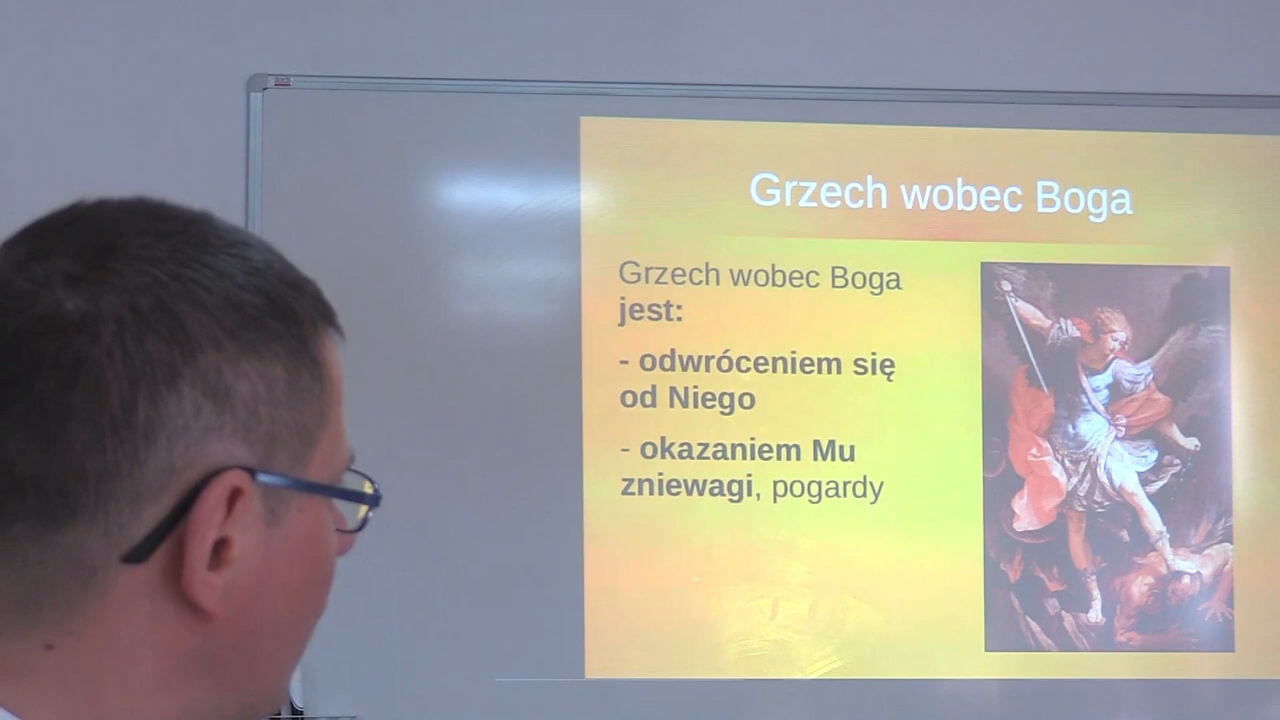 Grzech wobec Boga
Grzech wobec Boga
jest:
- odwróceniem się
od Niego
- okazaniem Mu
zniewagi, pogardy